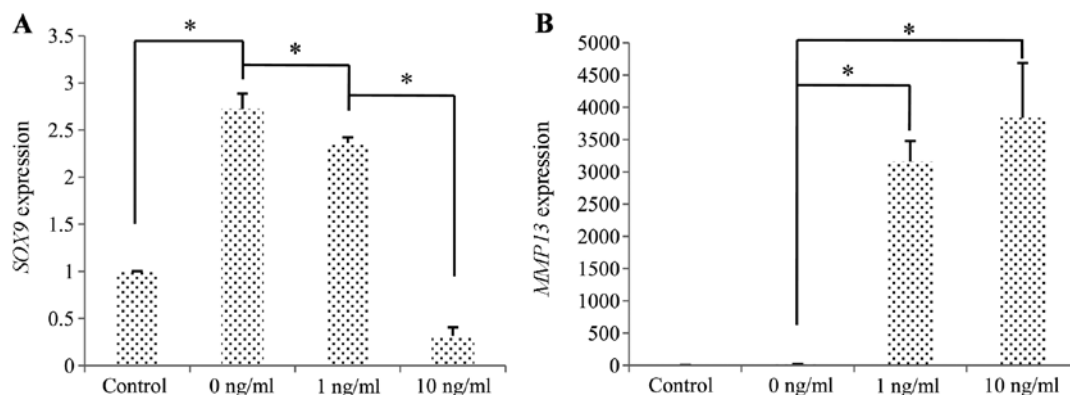 A
SOX9 expression
3.5
3
2.5
2
1.5
1
0.5
0
*
*
*
Control
0 ng/ml
1 ng/ml
10 ng/ml
B
MMP13 expression
5000
4500
4000
3500
3000
2500
2000
1500
1000
500
0
*
*
Control
0 ng/ml
1 ng/ml
10 ng/ml